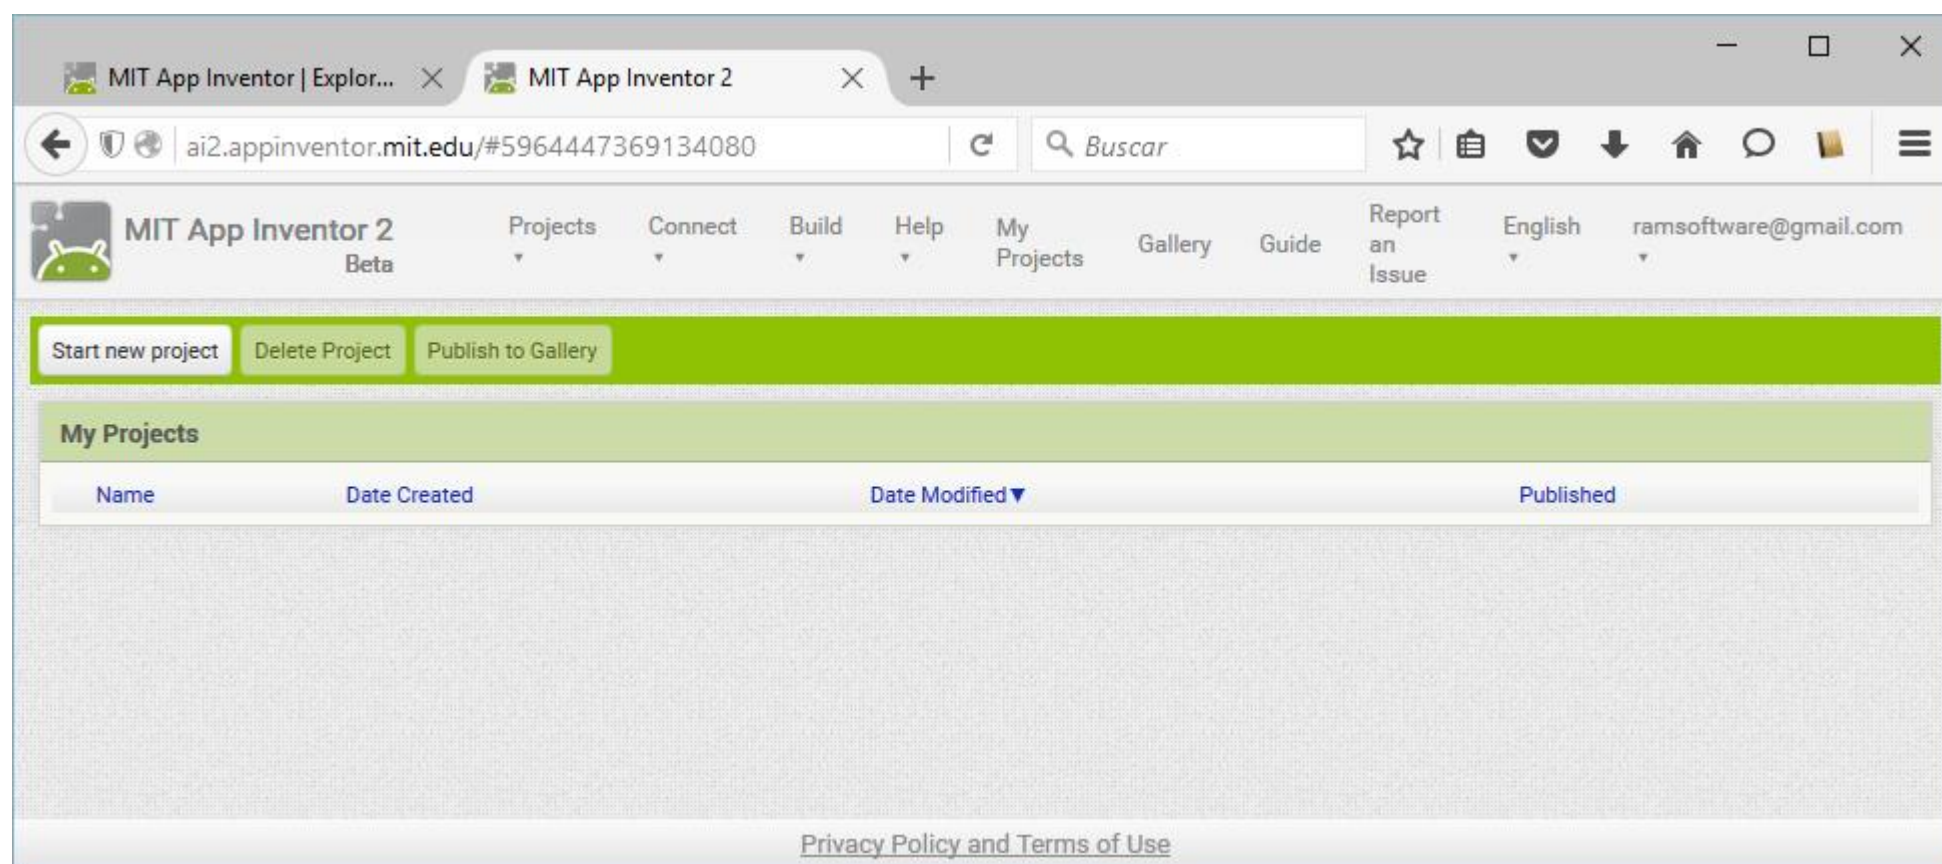 MIT App Inventor | Explor...
MIT App Inventor 2
ai2.appinventor.mit.edu/#5964447369134080
Buscar
MIT App Inventor 2
Beta
Projects
Connect
Build
Help
My
Projects
Gallery
Guide
Report
an
Issue
English
ramsoftware@gmail.com
Start new project
Delete Project
Publish to Gallery
My Projects
Name
Date Created
Date Modified▼
Published
Privacy Policy and Terms of Use